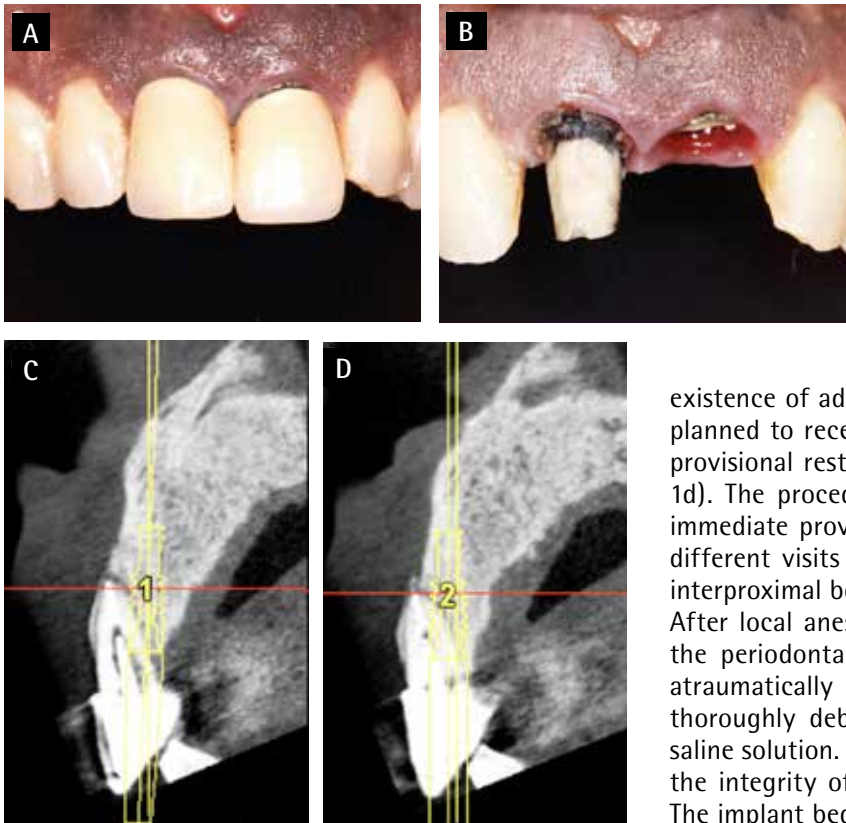 A
B
C
D
1
2
existence of ad
planned to rece
provisional rest
1d). The proced
immediate prov
different visits
interproximal be
After local anes
the periodonta
atraumatically
thoroughly deb
saline solution.
the integrity of
The implant bed